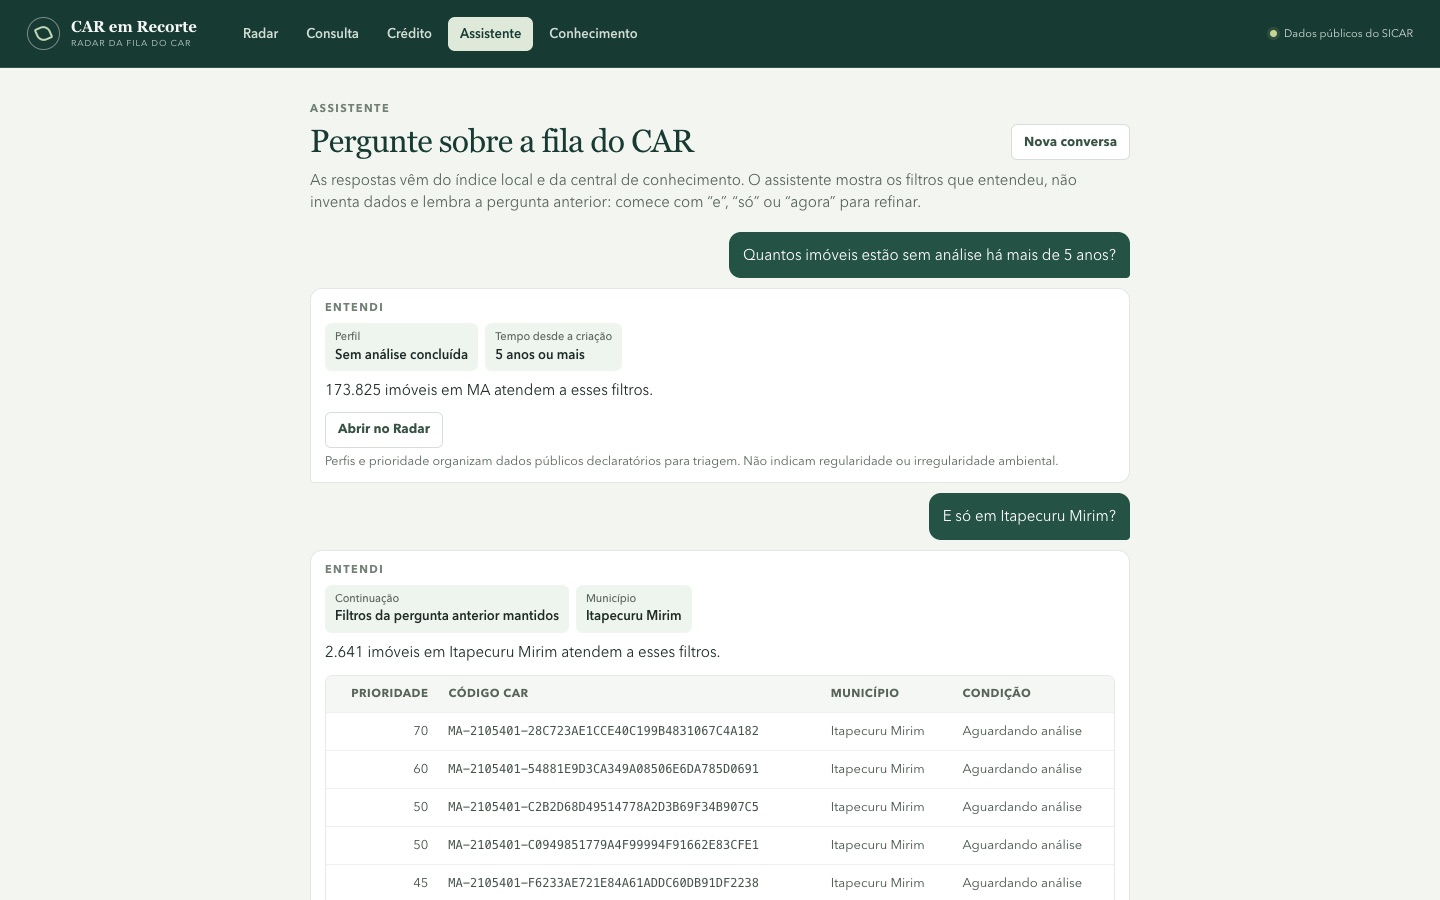 CAR em Recorte
RADAR DA FILA DO CAR
Radar
Consulta
Crédito
Assistente
Conhecimento
Dados públicos do SICAR
ASSISTENTE
Pergunte sobre a fila do CAR
Nova conversa
As respostas vêm do índice local e da central de conhecimento. O assistente mostra os filtros que entendeu, não
inventa dados e lembra a pergunta anterior: comece com “e”, “só” ou “agora” para refinar.
Quantos imóveis estão sem análise há mais de 5 anos?
ENTENDI
Perfil
Sem análise concluída
Tempo desde a criação
5 anos ou mais
173.825 imóveis em MA atendem a esses filtros.
Abrir no Radar
Perfis e prioridade organizam dados públicos declaratórios para triagem. Não indicam regularidade ou irregularidade ambiental.
E só em Itapecuru Mirim?
ENTENDI
Continuação
Filtros da pergunta anterior mantidos
Município
Itapecuru Mirim
2.641 imóveis em Itapecuru Mirim atendem a esses filtros.
PRIORIDADE CÓDIGO CAR MUNICÍPIO CONDIÇÃO
70 MA-2105401-28C723AE1CCE40C199B4831067C4A182 Itapecuru Mirim Aguardando análise
60 MA-2105401-54881E9D3CA349A08506E6DA785D0691 Itapecuru Mirim Aguardando análise
50 MA-2105401-C2B2D68D49514778A2D3B69F34B907C5 Itapecuru Mirim Aguardando análise
50 MA-2105401-C0949851779A4F99994F91662E83CFE1 Itapecuru Mirim Aguardando análise
45 MA-2105401-F6233AE721E84A61ADDC60DB91DF2238 Itapecuru Mirim Aguardando análise